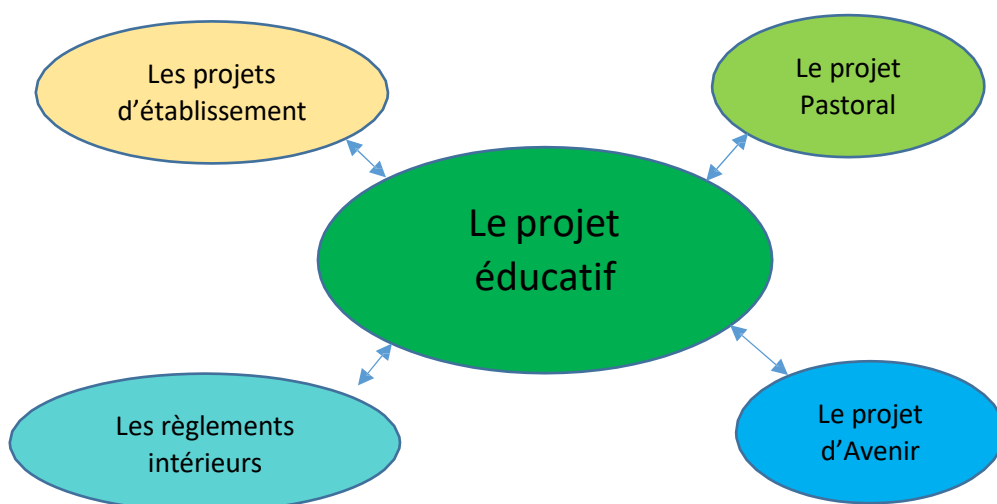 Les projets
d’établissement
Le projet
Pastoral
Le projet
éducatif
Les règlements
intérieurs
Le projet
d’Avenir